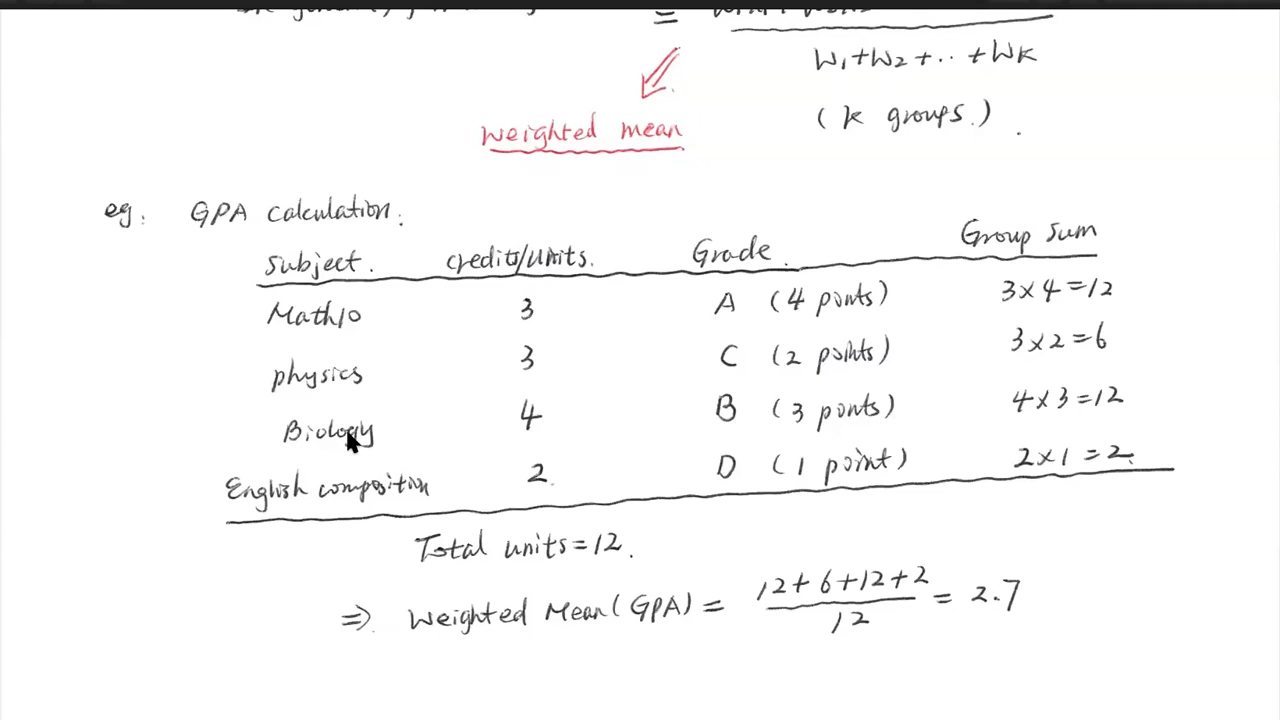 =
W1+W2+..+WK
(K groups.)
weighted mean
eg. GPA calculation.
subject. credits/units. Grade. Group sum
Math10 3 A (4 points) 3×4=12
physics 3 C (2 points) 3×2=6
Biology 4 B (3 points) 4×3=12
English composition 2 D (1 point) 2×1=2
Total units=12.
⇒ Weighted Mean(GPA) = 12+6+12+2 / 12 = 2.7